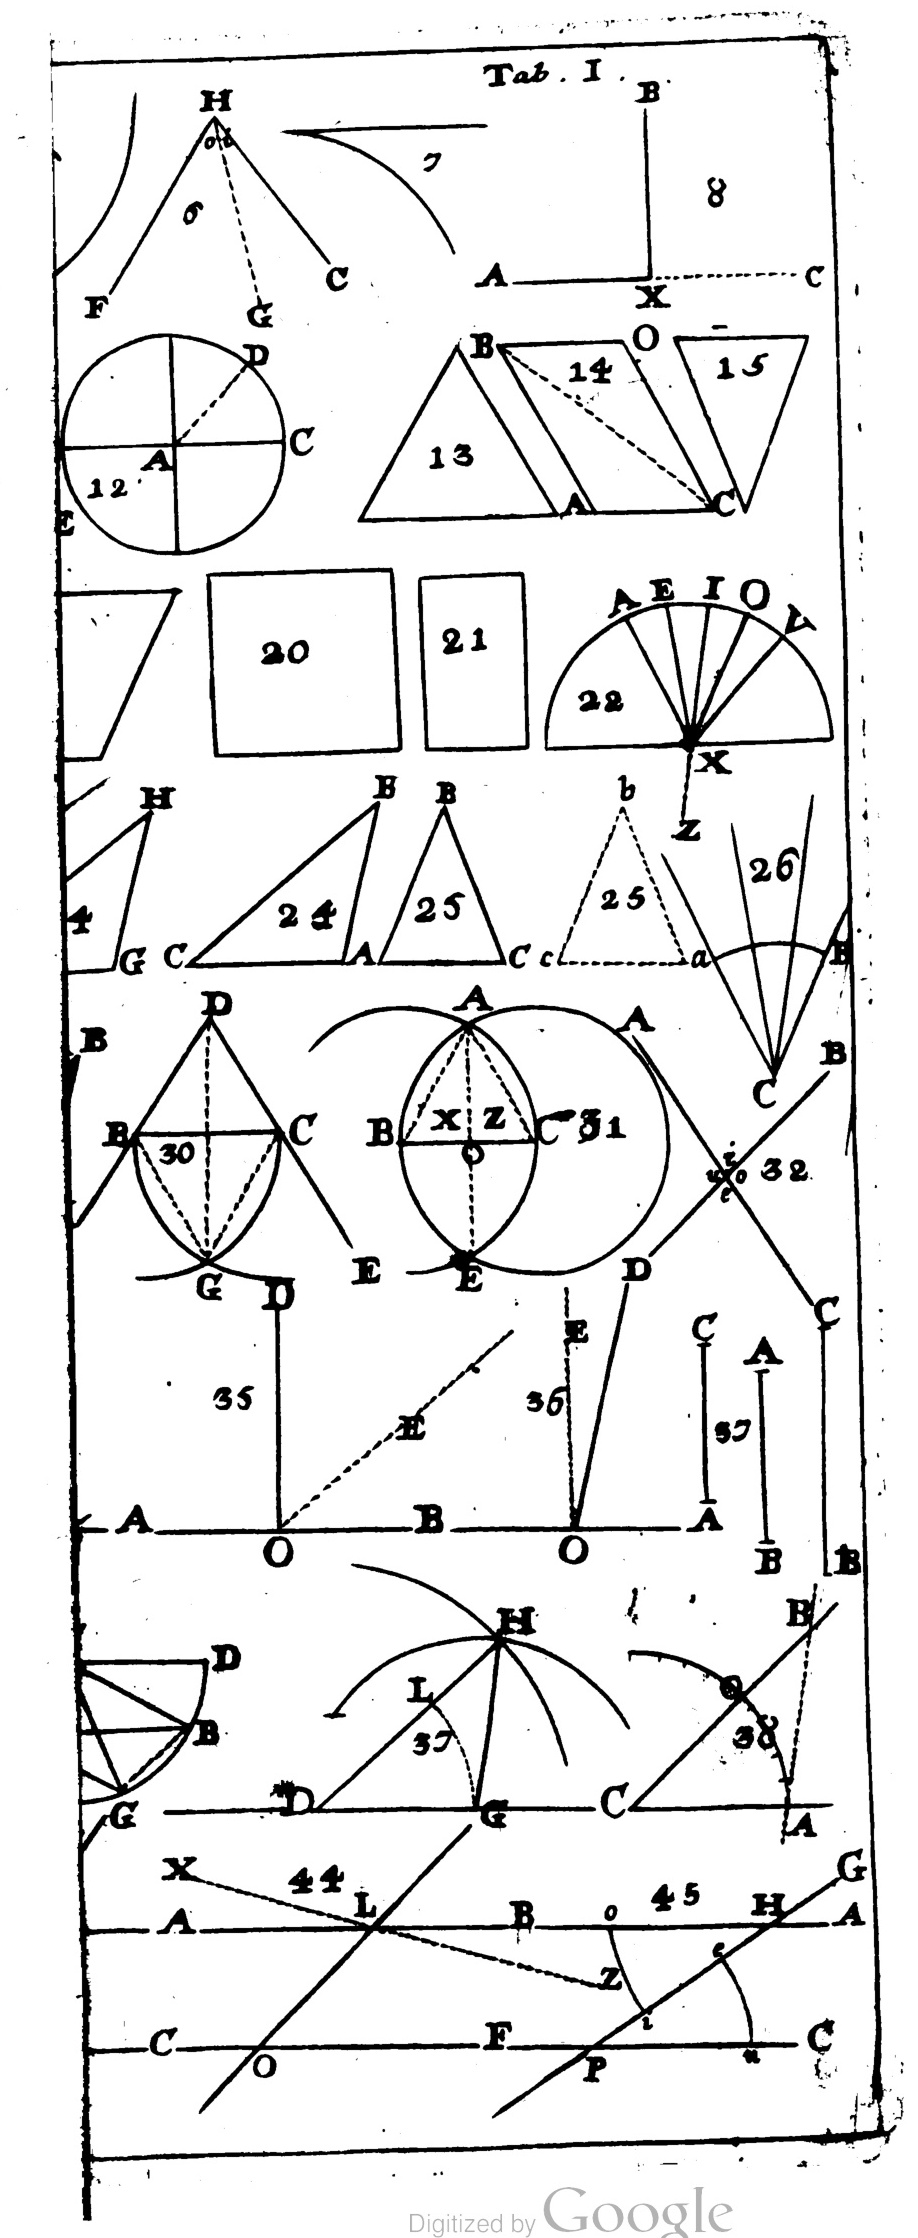 Tab. I.
H B
o i
6 7 8
F G C A X C
D B O
14 15
A C 13
12
E A C
20 21 A E I O V
22
X
Z
H B B b
26
4 24 25 25
G C A C c a B
D A A
B B
C
B 30 C B X Z C 31 i
O u o 32
e
G E E D
D C
35 E 36 E C A
37
A B A
O O B B
H B
D L O
B 37 38
G D G C A
X 44 L 45 G
A B o H A
Z e
i
C F C
O P u
Digitized by Google